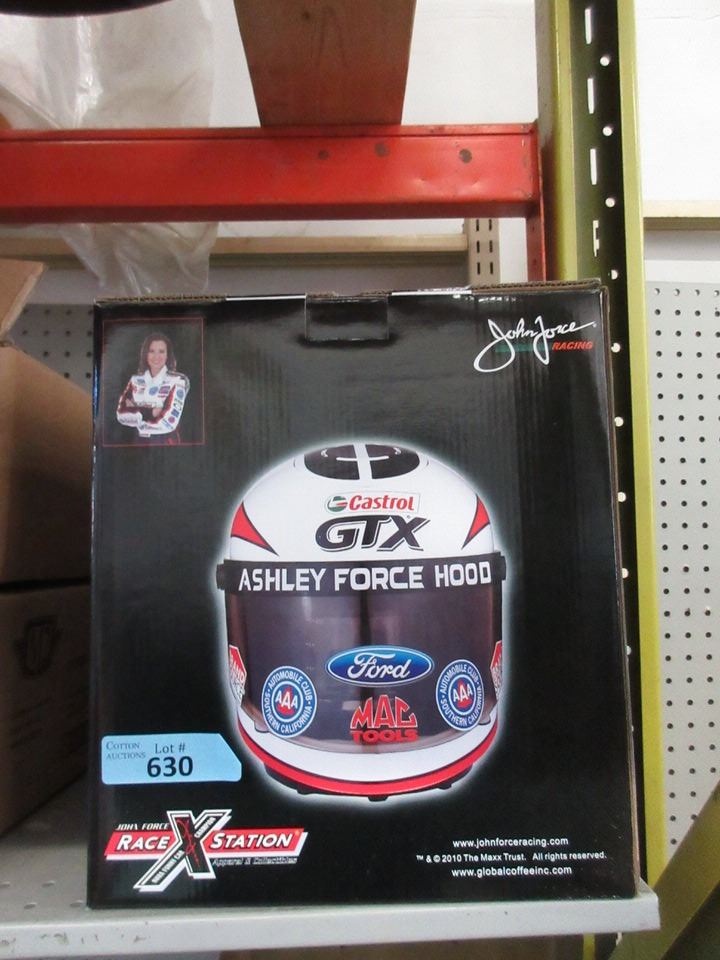 John Force
RACING
Castrol
GTX
ASHLEY FORCE HOOD
Ford
AUTOMOBILE CLUB
AAA
SOUTHERN CALIFORNIA
AUTOMOBILE CLUB
AAA
SOUTHERN CALIFORNIA
MAC
TOOLS
COTTON
AUCTIONS
Lot #
630
JOHN FORCE
RACE STATION
X
Apparel & Collectibles
www.johnforceracing.com
™ & © 2010 The Maxx Trust. All rights reserved.
www.globalcoffeeinc.com